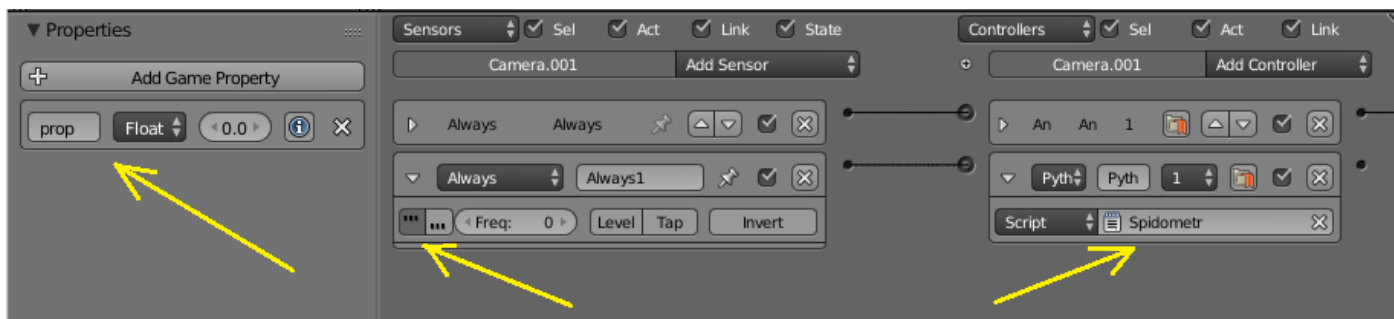 Properties
Add Game Property
prop Float 0.0
Sensors Sel Act Link State
Camera.001 Add Sensor
Always Always
Always Always1
Freq: 0 Level Tap Invert
Controllers Sel Act Link
Camera.001 Add Controller
An An 1
Pyth Pyth 1
Script Spidometr